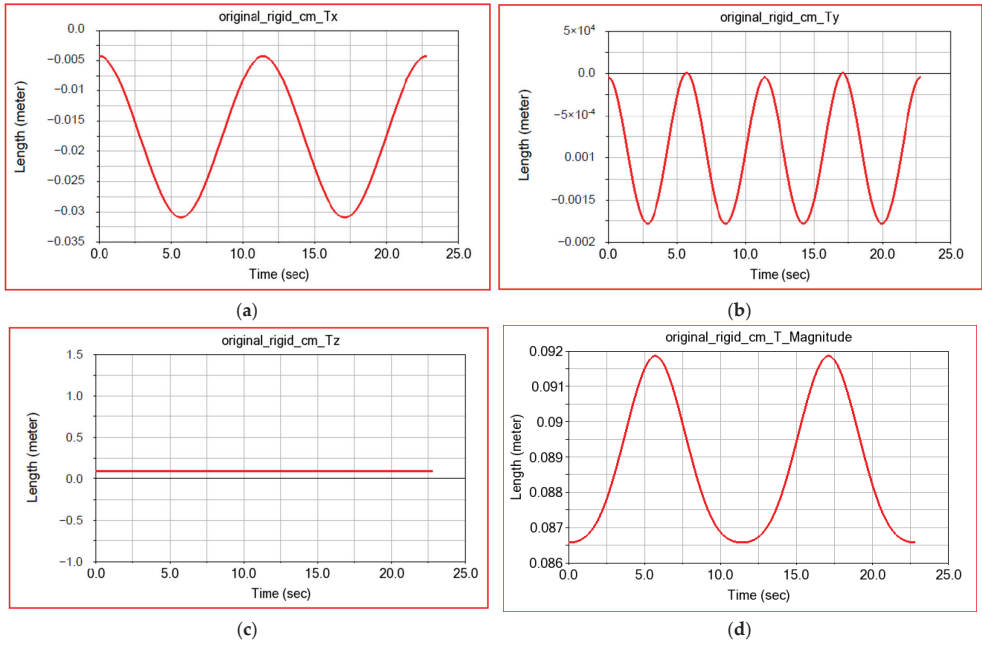 original_rigid_cm_Tx
0.0
−0.005
−0.01
−0.015
−0.02
−0.025
−0.03
−0.035
Length (meter)
0.0 5.0 10.0 15.0 20.0 25.0
Time (sec)
(a)
original_rigid_cm_Ty
5×10⁴
0.0
−5×10⁻⁴
0.001
−0.0015
−0.002
Length (meter)
0.0 5.0 10.0 15.0 20.0 25.0
Time (sec)
(b)
original_rigid_cm_Tz
1.5
1.0
0.5
0.0
−0.5
−1.0
Length (meter)
0.0 5.0 10.0 15.0 20.0 25.0
Time (sec)
(c)
original_rigid_cm_T_Magnitude
0.092
0.091
0.09
0.089
0.088
0.087
0.086
Length (meter)
0.0 5.0 10.0 15.0 20.0 25.0
Time (sec)
(d)